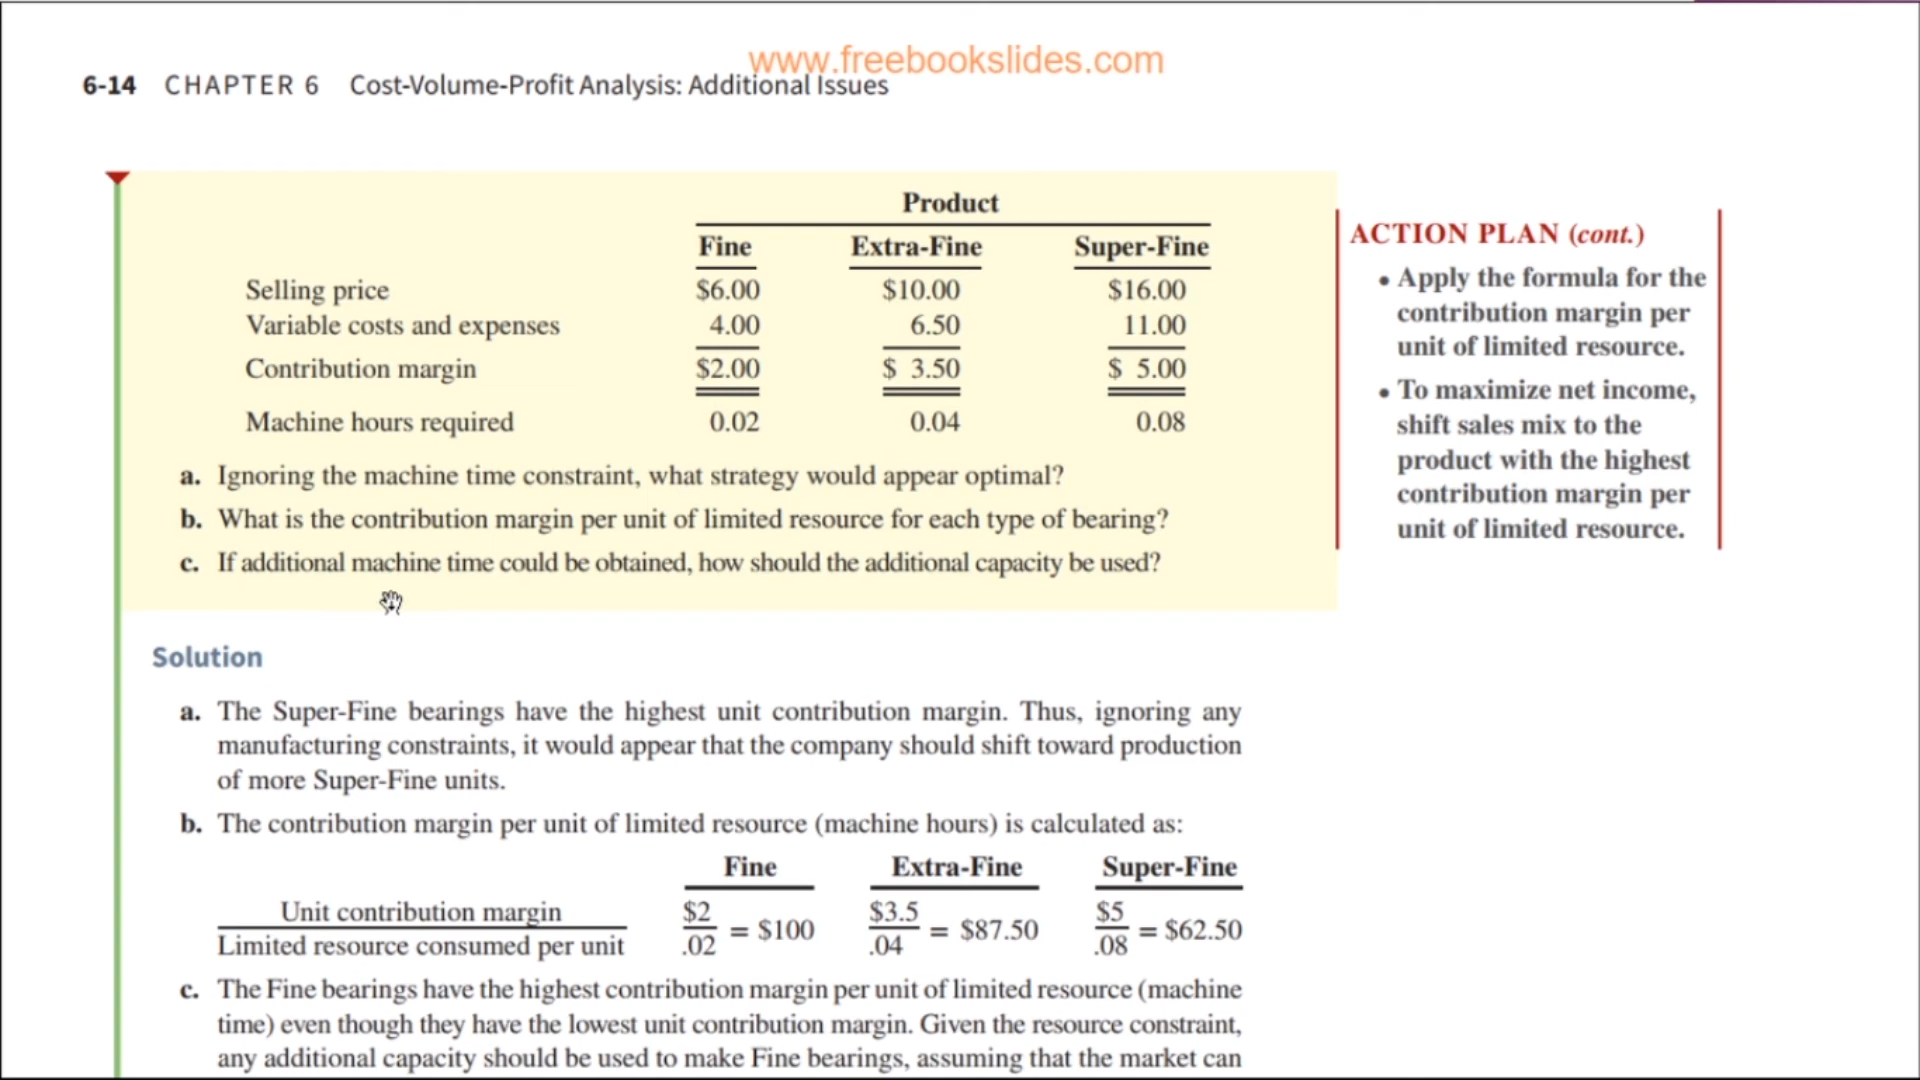 www.freebookslides.com
6-14 CHAPTER 6 Cost-Volume-Profit Analysis: Additional Issues
Product
Fine Extra-Fine Super-Fine
Selling price $6.00 $10.00 $16.00
Variable costs and expenses 4.00 6.50 11.00
Contribution margin $2.00 $ 3.50 $ 5.00
Machine hours required 0.02 0.04 0.08
a. Ignoring the machine time constraint, what strategy would appear optimal?
b. What is the contribution margin per unit of limited resource for each type of bearing?
c. If additional machine time could be obtained, how should the additional capacity be used?
ACTION PLAN (cont.)
• Apply the formula for the
contribution margin per
unit of limited resource.
• To maximize net income,
shift sales mix to the
product with the highest
contribution margin per
unit of limited resource.
Solution
a. The Super-Fine bearings have the highest unit contribution margin. Thus, ignoring any
manufacturing constraints, it would appear that the company should shift toward production
of more Super-Fine units.
b. The contribution margin per unit of limited resource (machine hours) is calculated as:
Fine Extra-Fine Super-Fine
Unit contribution margin $2 $3.5 $5
= $100 = $87.50 = $62.50
Limited resource consumed per unit .02 .04 .08
c. The Fine bearings have the highest contribution margin per unit of limited resource (machine
time) even though they have the lowest unit contribution margin. Given the resource constraint,
any additional capacity should be used to make Fine bearings, assuming that the market can